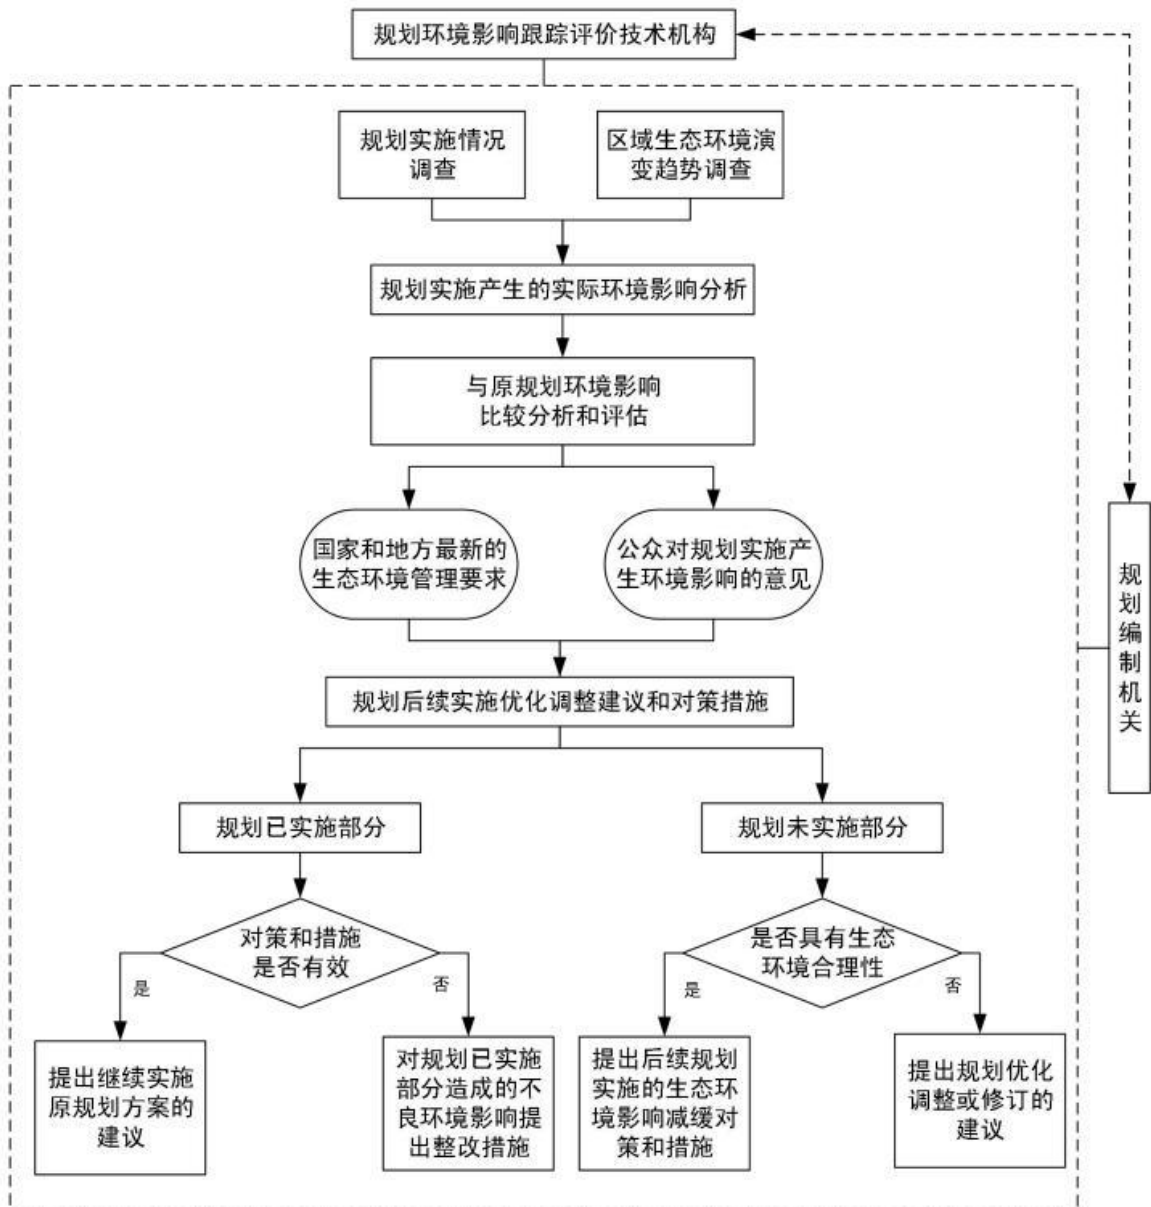 规划环境影响跟踪评价技术机构
规划实施情况
调查
区域生态环境演
变趋势调查
规划实施产生的实际环境影响分析
与原规划环境影响
比较分析和评估
国家和地方最新的
生态环境管理要求
公众对规划实施产
生环境影响的意见
规划编制机关
规划后续实施优化调整建议和对策措施
规划已实施部分
规划未实施部分
对策和措施
是否有效
是否具有生态
环境合理性
是
否
是
否
提出继续实施
原规划方案的
建议
对规划已实施
部分造成的不
良环境影响提
出整改措施
提出后续规划
实施的生态环
境影响减缓对
策和措施
提出规划优化
调整或修订的
建议